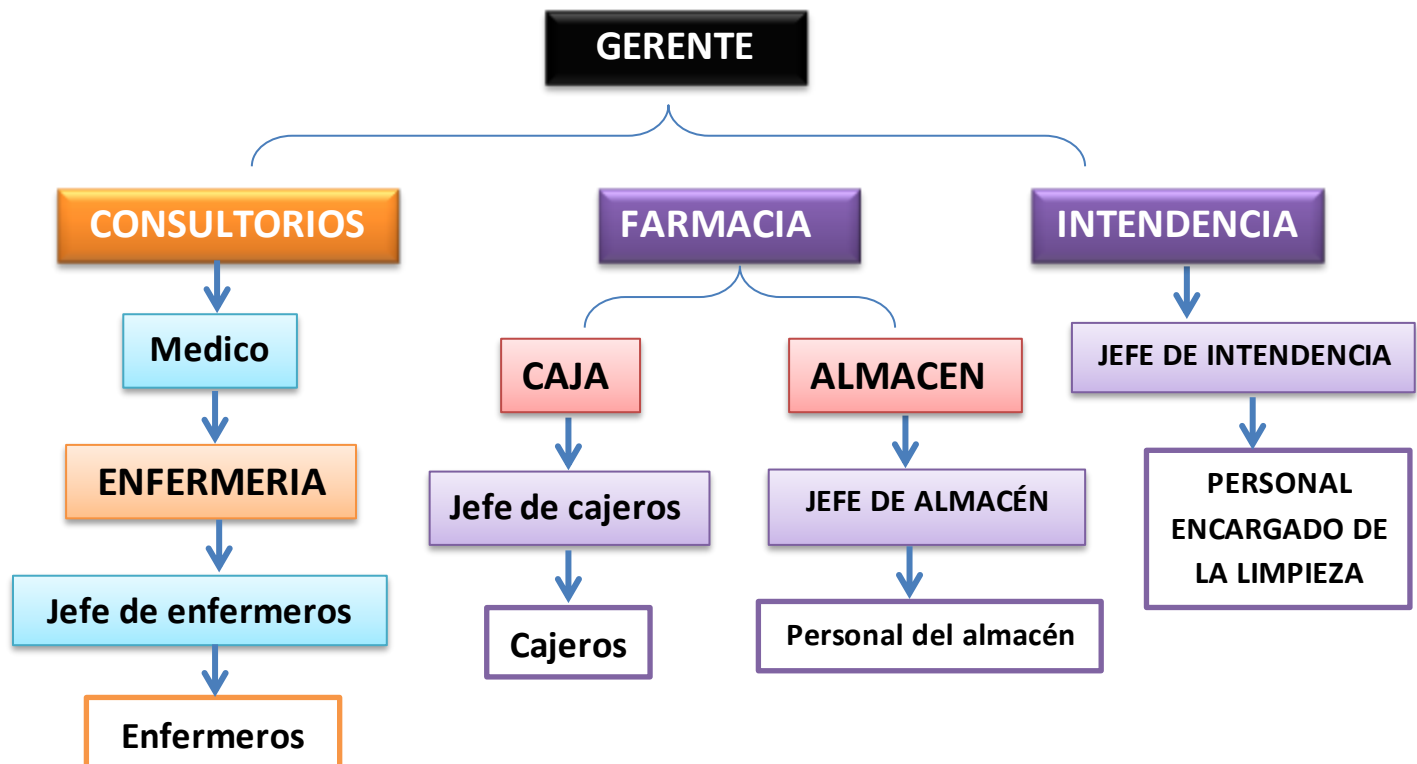 GERENTE
CONSULTORIOS
FARMACIA
INTENDENCIA
Medico
CAJA
ALMACEN
JEFE DE INTENDENCIA
ENFERMERIA
Jefe de cajeros
JEFE DE ALMACÉN
PERSONAL
ENCARGADO DE
LA LIMPIEZA
Jefe de enfermeros
Cajeros
Personal del almacén
Enfermeros